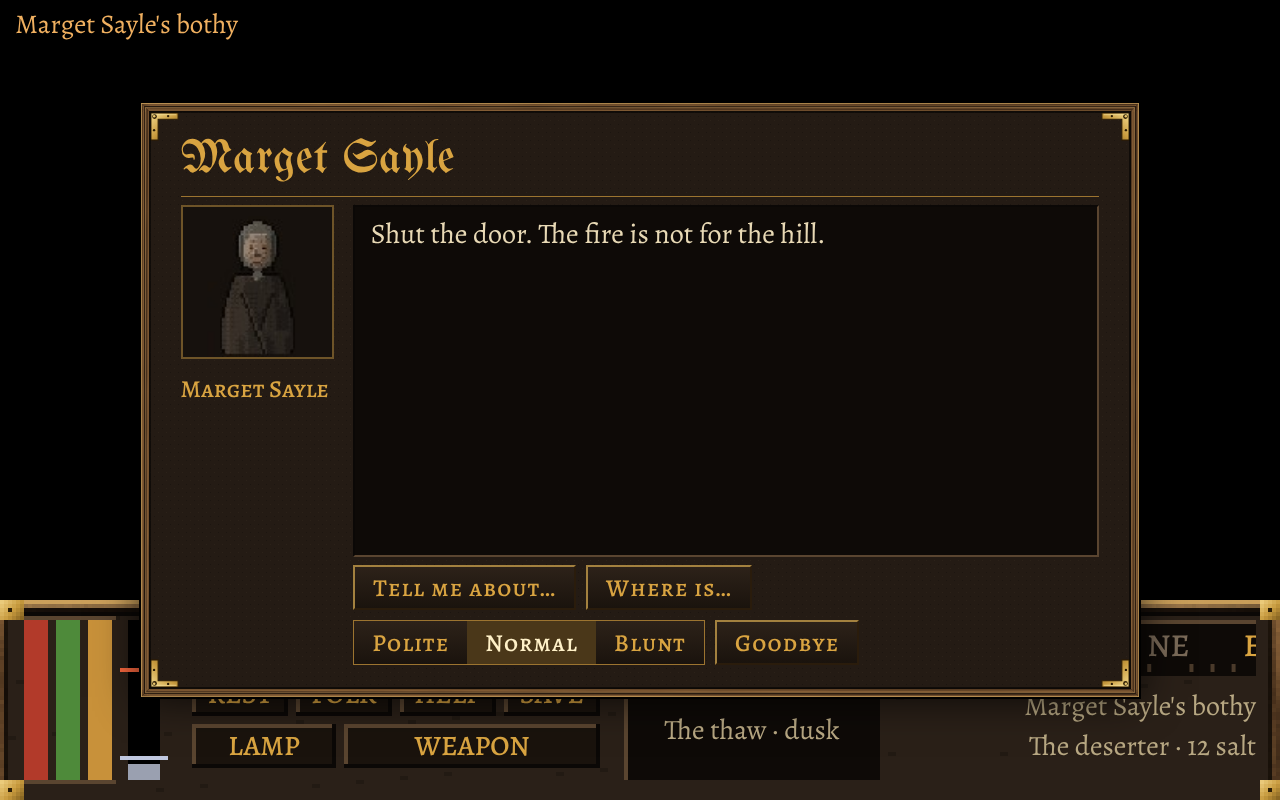 Marget Sayle's bothy
Marget Sayle
Shut the door. The fire is not for the hill.
Marget Sayle
Tell me about...
Where is...
Polite
Normal
Blunt
Goodbye
NE
LAMP
WEAPON
The thaw · dusk
Marget Sayle's bothy
The deserter · 12 salt